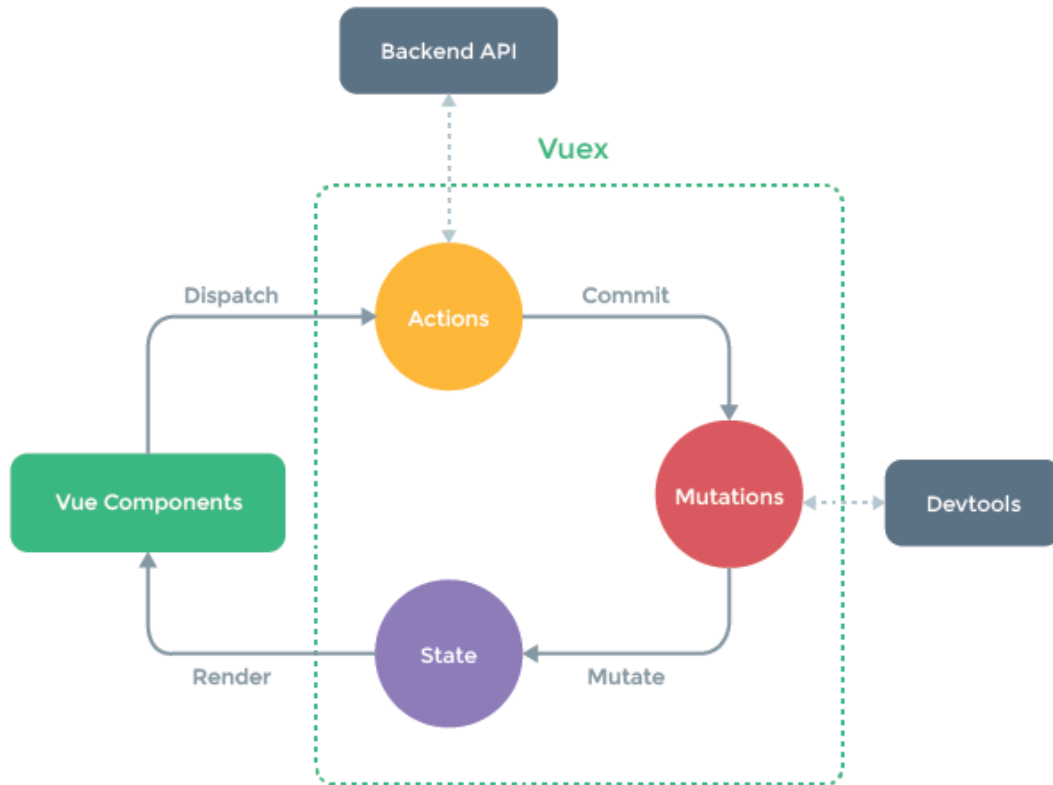 Backend API
Vuex
Dispatch
Commit
Actions
Mutations
Vue Components
Devtools
State
Render
Mutate